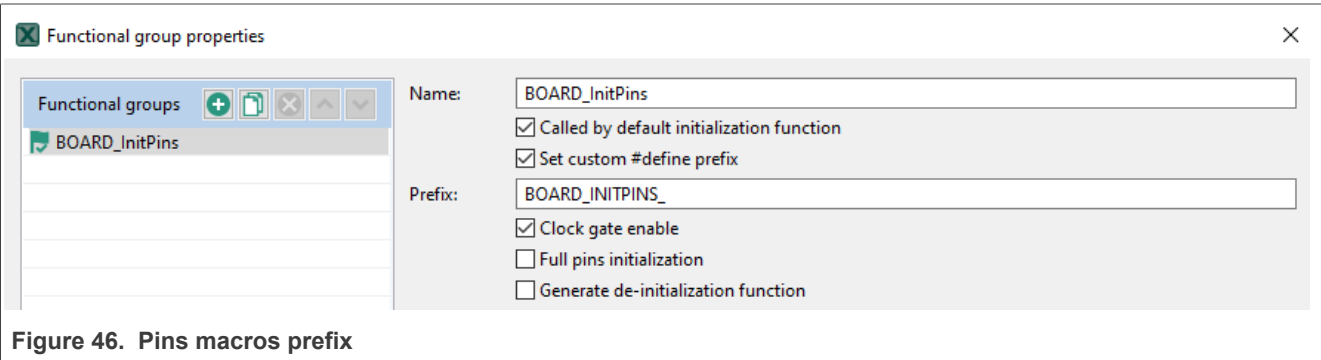 Functional group properties
Functional groups
BOARD_InitPins
Name: BOARD_InitPins
Called by default initialization function
Set custom #define prefix
Prefix: BOARD_INITPINS_
Clock gate enable
Full pins initialization
Generate de-initialization function
Figure 46. Pins macros prefix